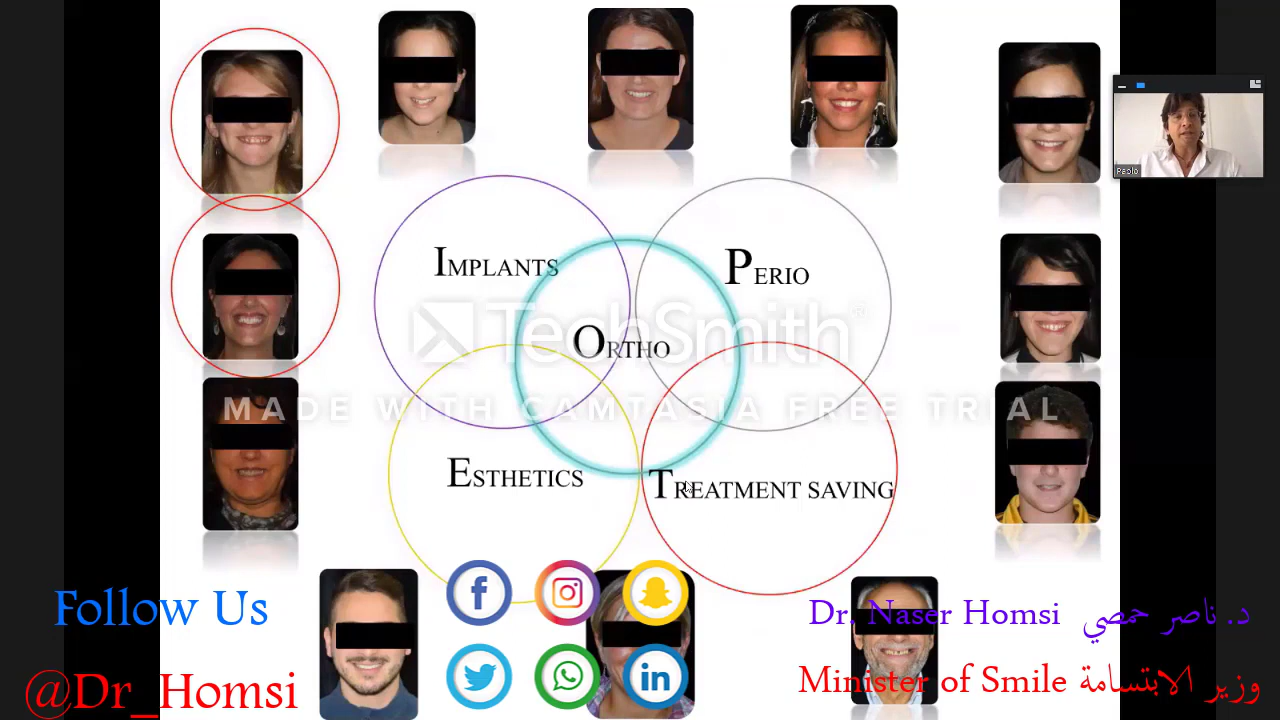 Paolo
IMPLANTS
PERIO
ORTHO
TechSmith®
MADE WITH CAMTASIA FREE TRIAL
ESTHETICS
TREATMENT SAVING
Follow Us
@Dr_Homsi
Dr. Naser Homsi د. ناصر حمصي
Minister of Smile وزير الابتسامة